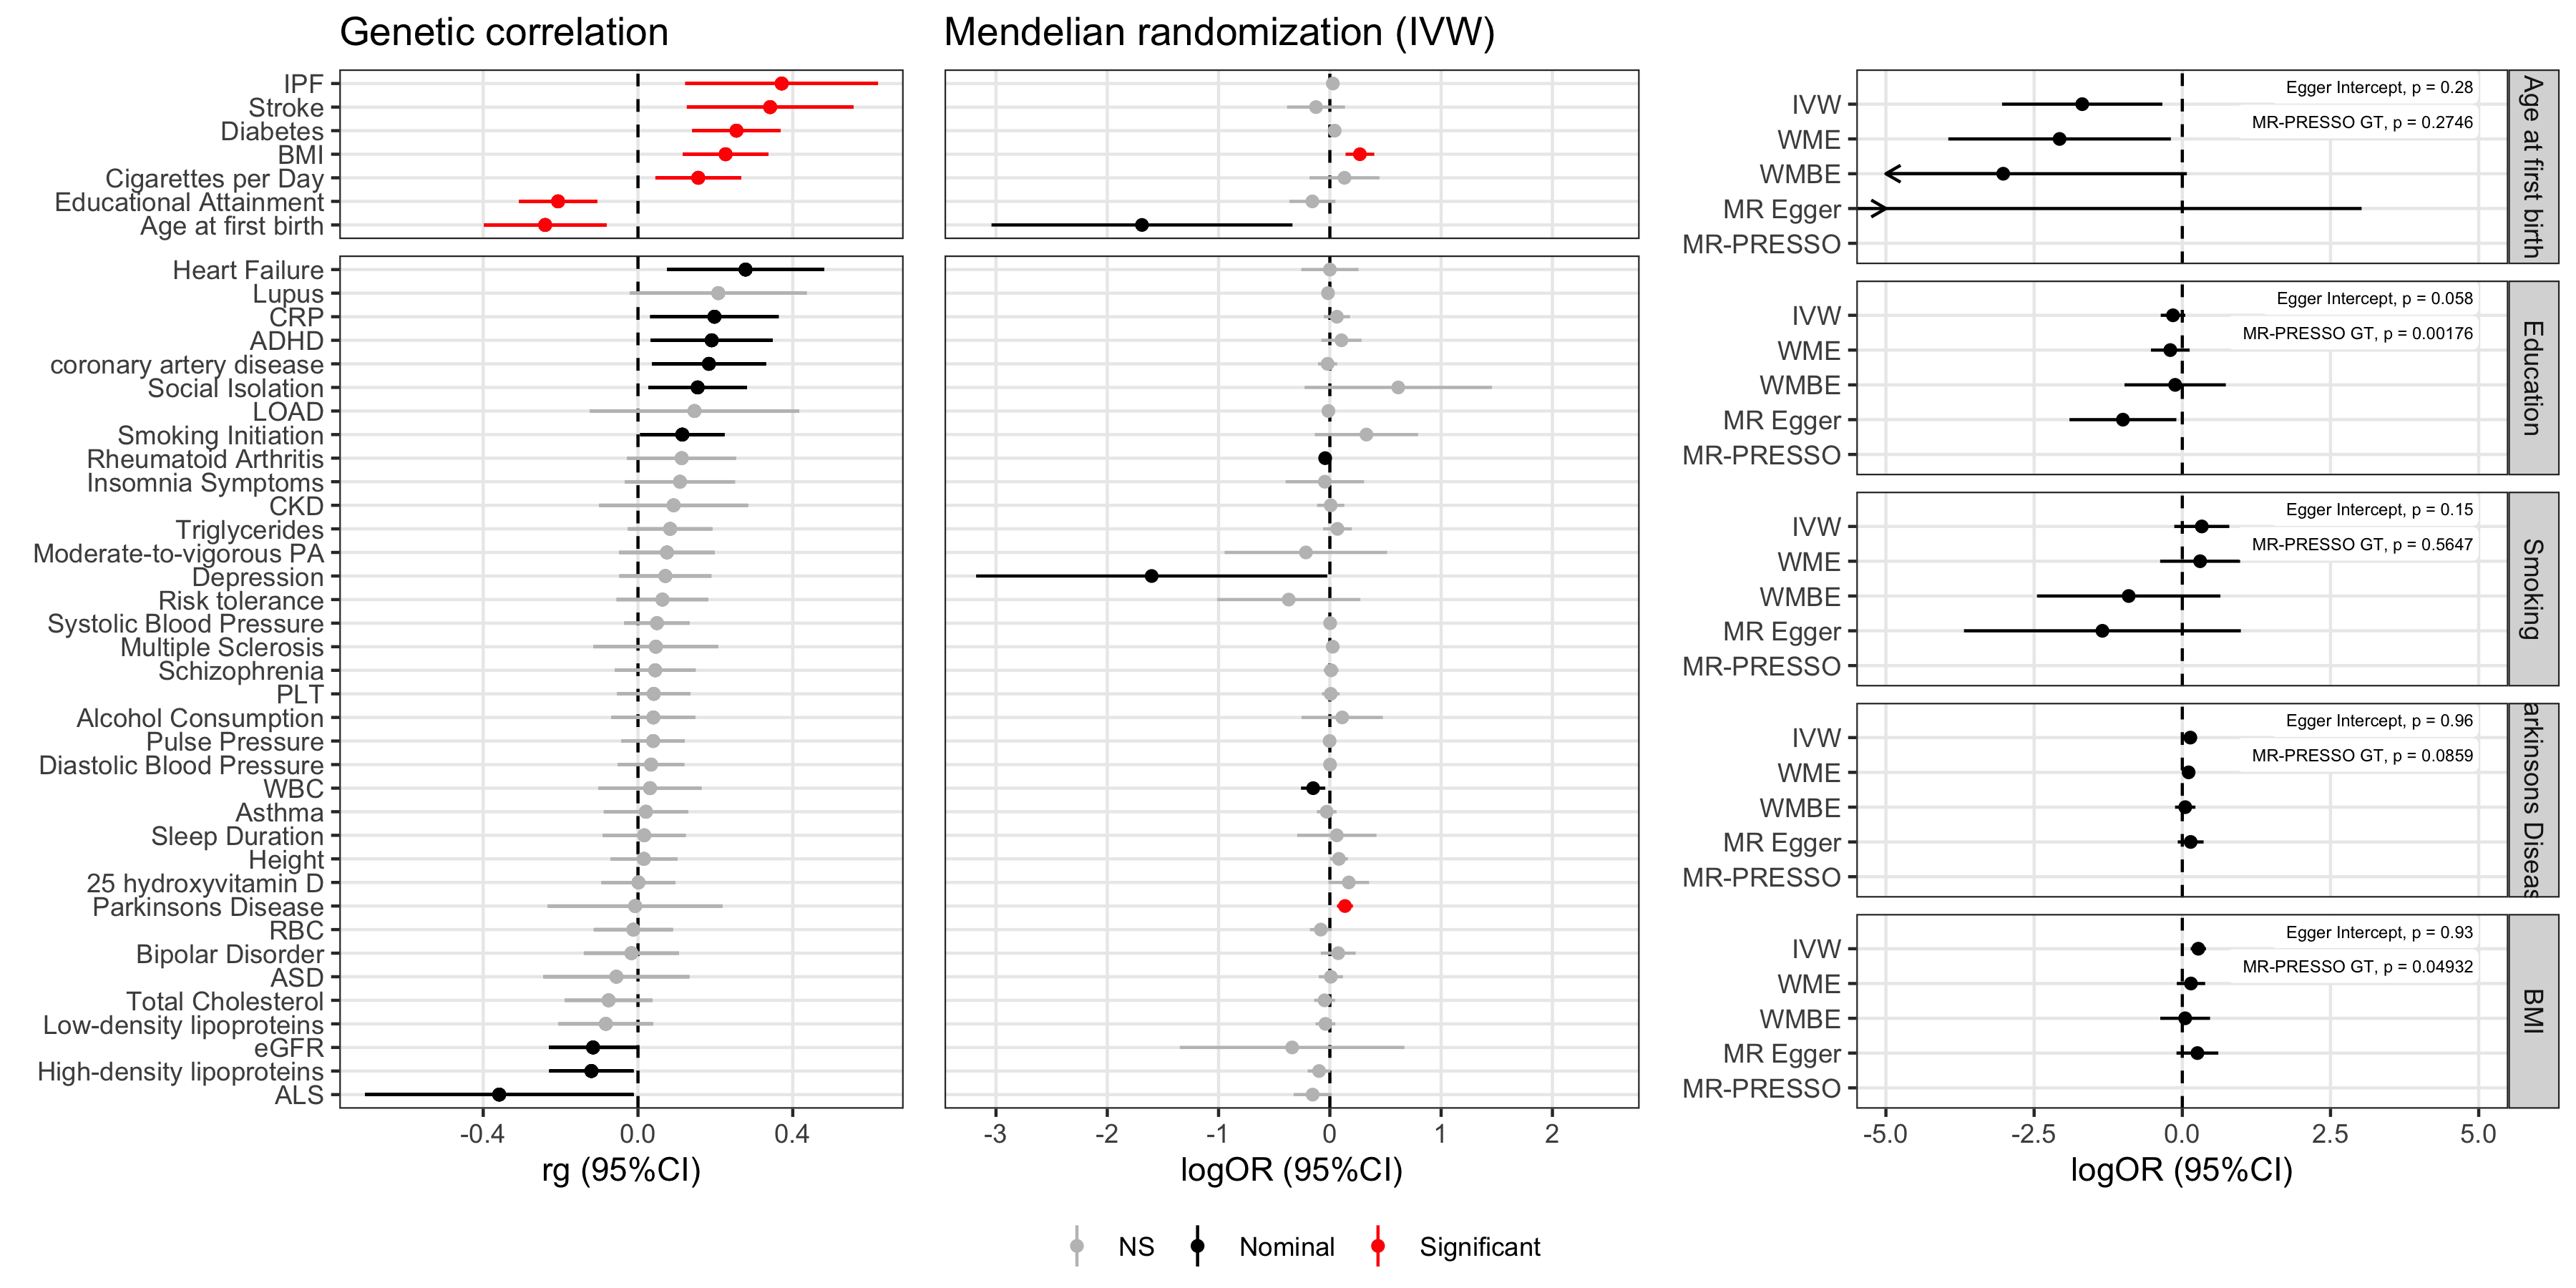 Genetic correlation
Mendelian randomization (IVW)
IPF
Stroke
Diabetes
BMI
Cigarettes per Day
Educational Attainment
Age at first birth
Heart Failure
Lupus
CRP
ADHD
coronary artery disease
Social Isolation
LOAD
Smoking Initiation
Rheumatoid Arthritis
Insomnia Symptoms
CKD
Triglycerides
Moderate-to-vigorous PA
Depression
Risk tolerance
Systolic Blood Pressure
Multiple Sclerosis
Schizophrenia
PLT
Alcohol Consumption
Pulse Pressure
Diastolic Blood Pressure
WBC
Asthma
Sleep Duration
Height
25 hydroxyvitamin D
Parkinsons Disease
RBC
Bipolar Disorder
ASD
Total Cholesterol
Low-density lipoproteins
eGFR
High-density lipoproteins
ALS
-0.4 0.0 0.4
rg (95%CI)
-3 -2 -1 0 1 2
logOR (95%CI)
IVW
WME
WMBE
MR Egger
MR-PRESSO
Egger Intercept, p = 0.28
MR-PRESSO GT, p = 0.2746
Age at first birth
IVW
WME
WMBE
MR Egger
MR-PRESSO
Egger Intercept, p = 0.058
MR-PRESSO GT, p = 0.00176
Education
IVW
WME
WMBE
MR Egger
MR-PRESSO
Egger Intercept, p = 0.15
MR-PRESSO GT, p = 0.5647
Smoking
IVW
WME
WMBE
MR Egger
MR-PRESSO
Egger Intercept, p = 0.96
MR-PRESSO GT, p = 0.0859
arkinsons Diseas
IVW
WME
WMBE
MR Egger
MR-PRESSO
Egger Intercept, p = 0.93
MR-PRESSO GT, p = 0.04932
BMI
-5.0 -2.5 0.0 2.5 5.0
logOR (95%CI)
NS Nominal Significant